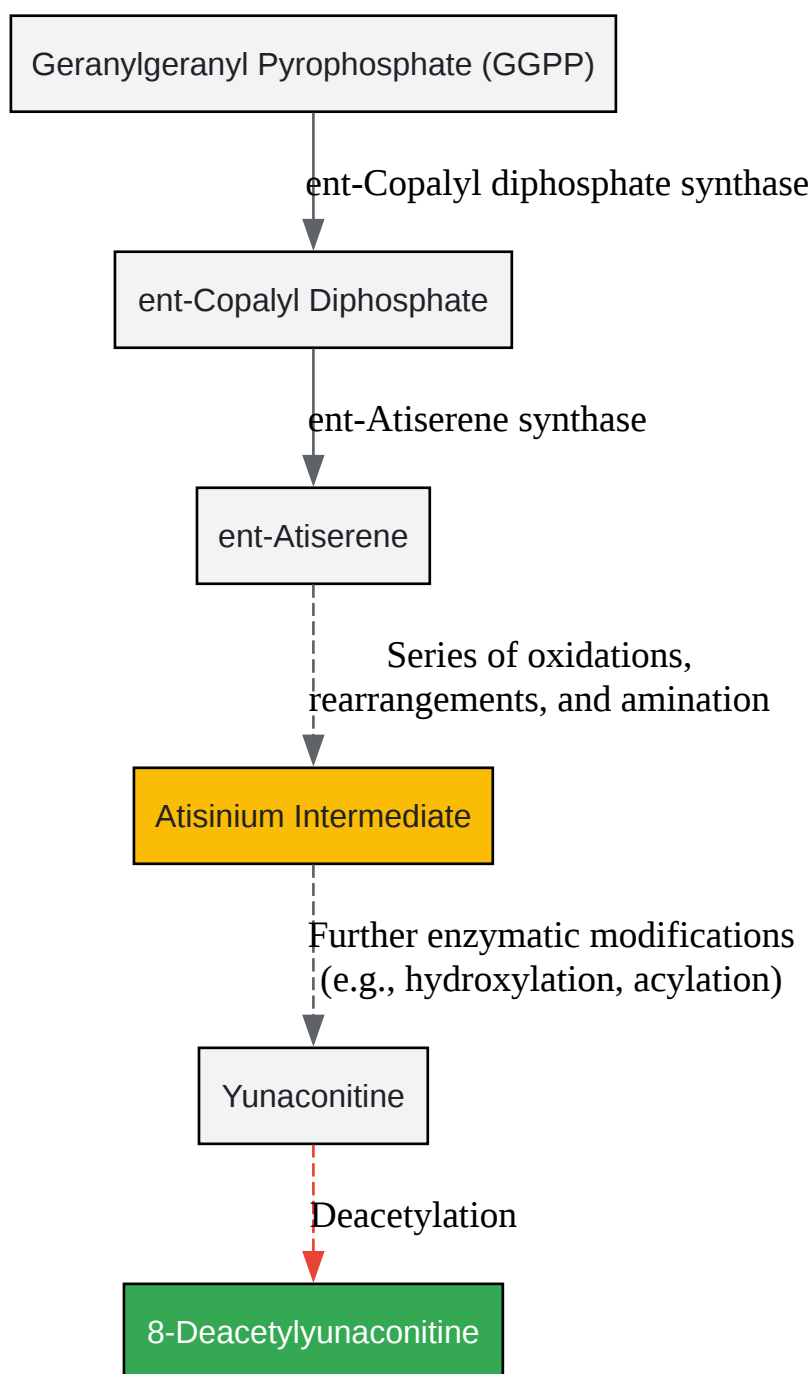 Geranylgeranyl Pyrophosphate (GGPP)
ent-Copalyl diphosphate synthase
ent-Copalyl Diphosphate
ent-Atiserene synthase
ent-Atiserene
Series of oxidations,
rearrangements, and amination
Atisinium Intermediate
Further enzymatic modifications
(e.g., hydroxylation, acylation)
Yunaconitine
Deacetylation
8-Deacetylyunaconitine